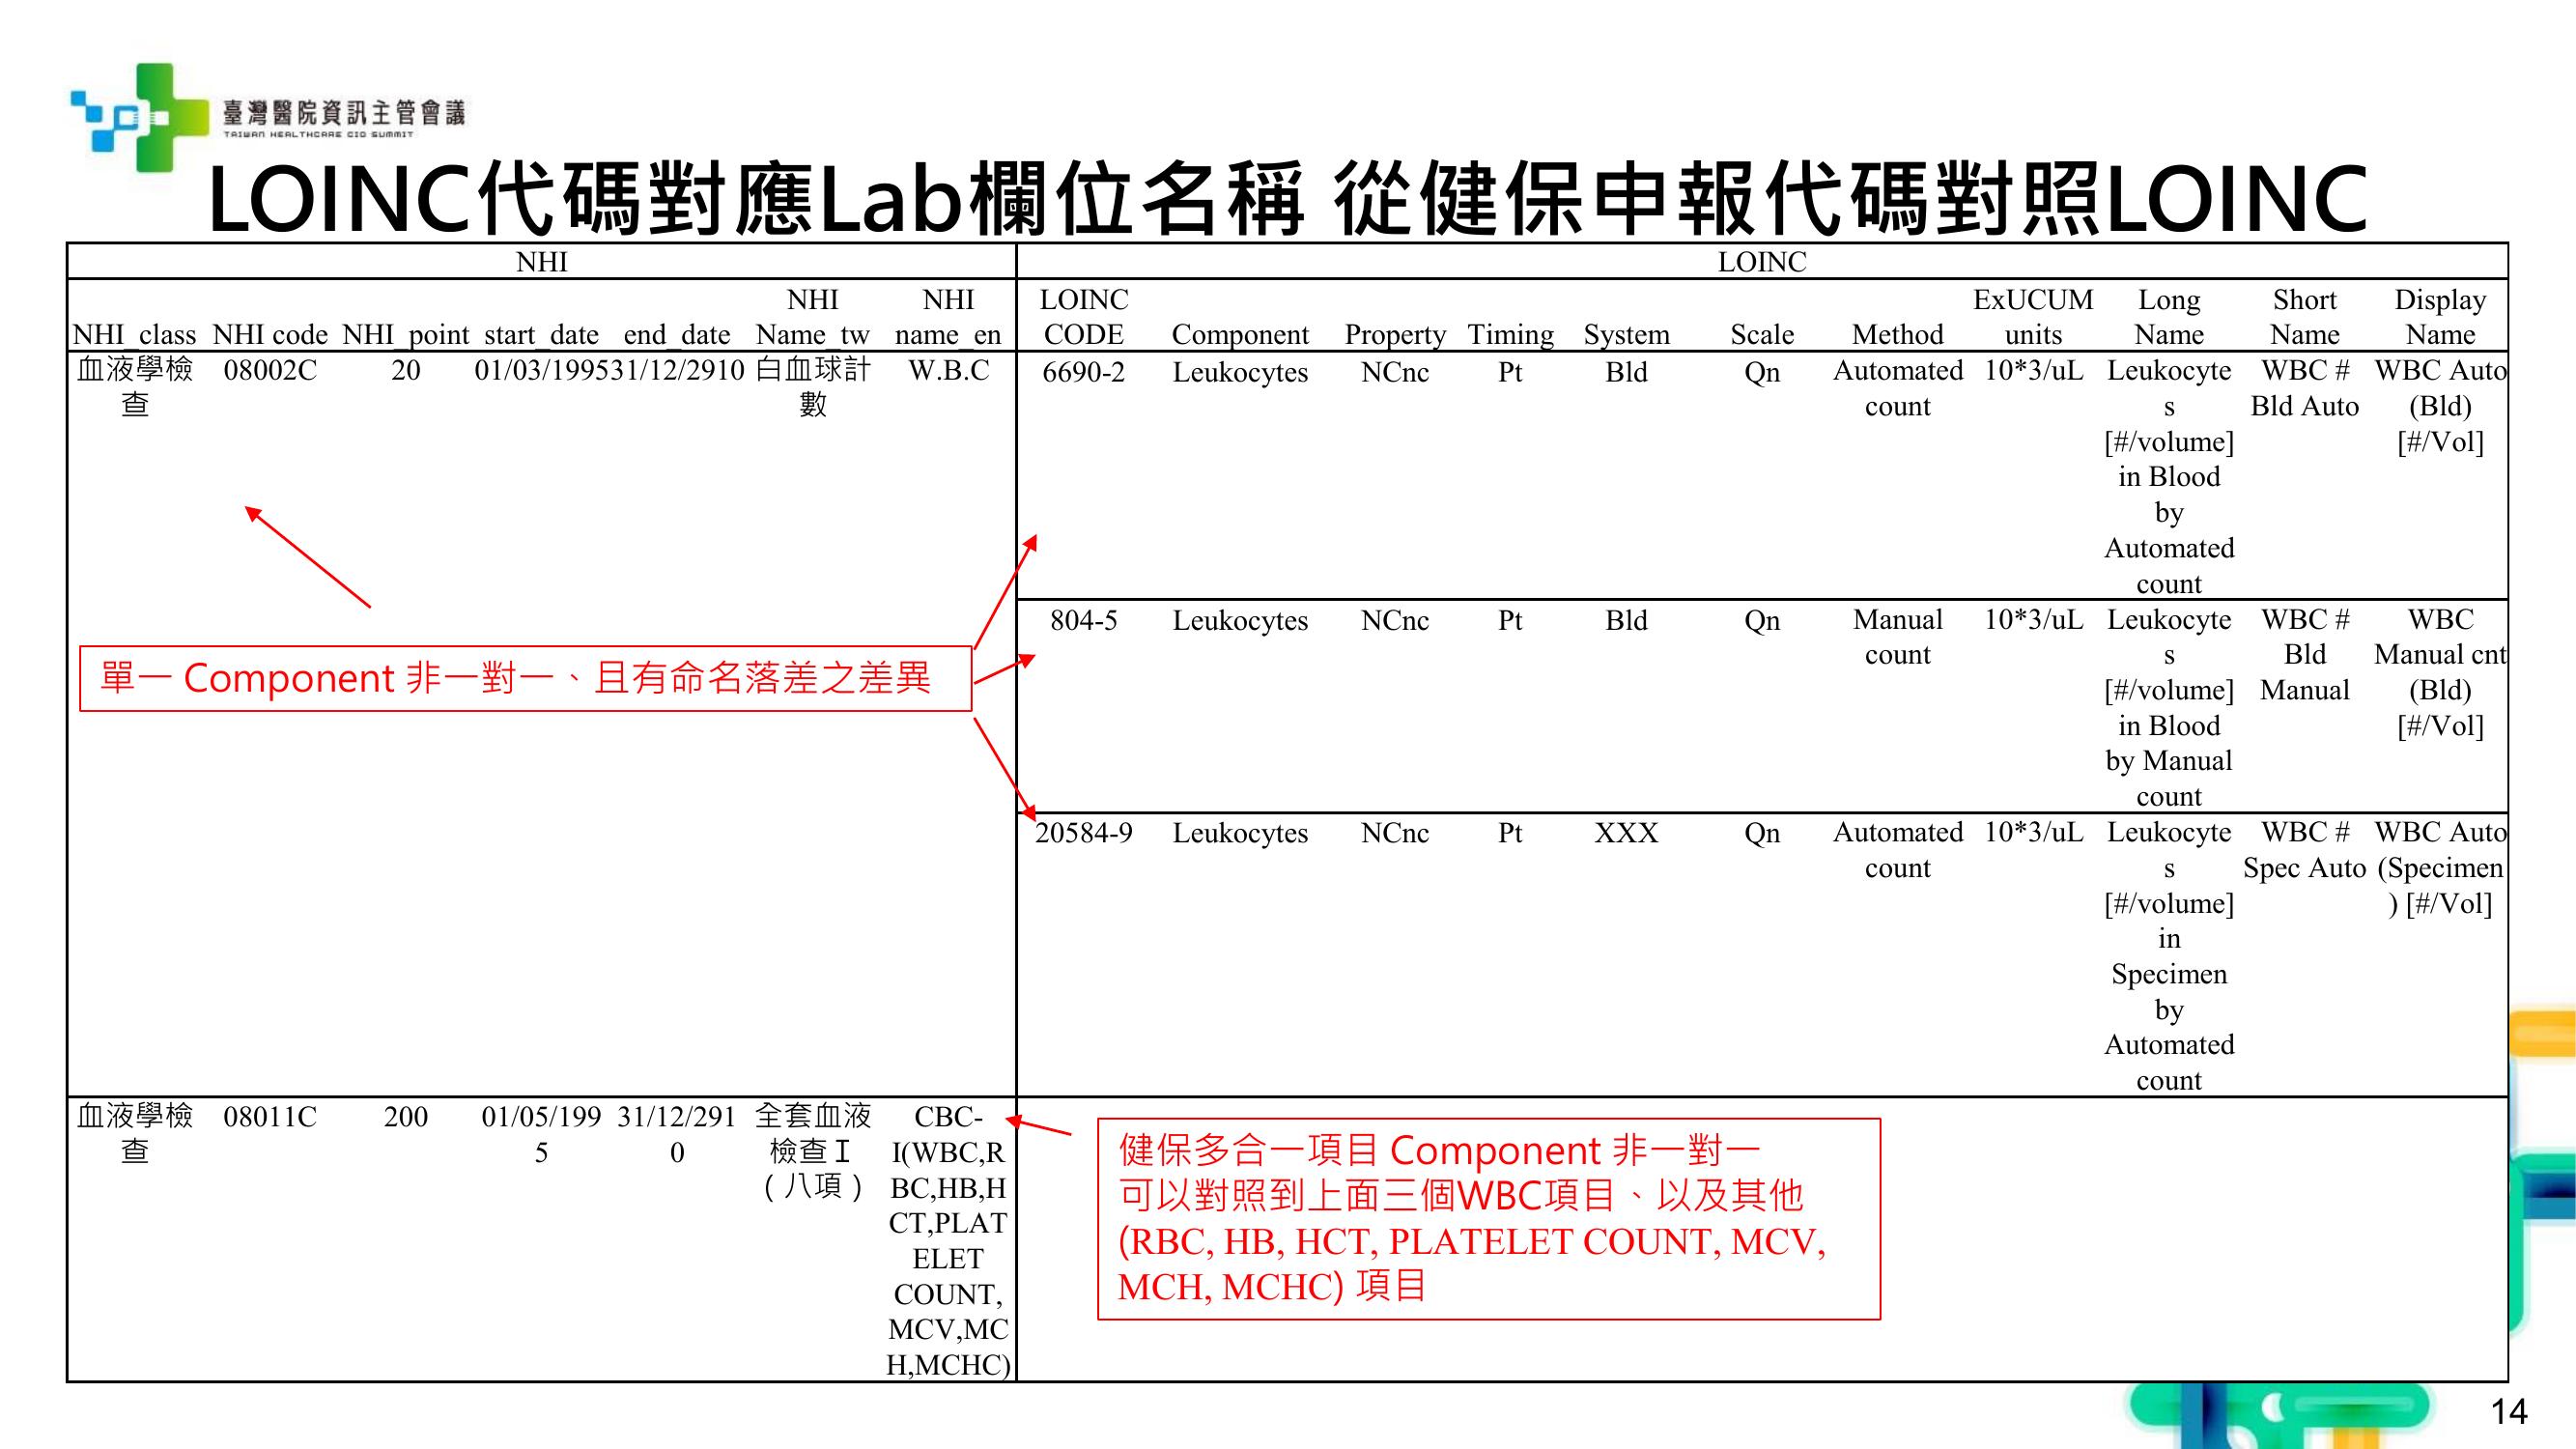 臺灣醫院資訊主管會議
TAIWAN HEALTHCARE CIO SUMMIT
LOINC代碼對應Lab欄位名稱 從健保申報代碼對照LOINC
NHI LOINC
NHI_class NHI code NHI_point start_date end_date NHI Name_tw NHI name_en LOINC CODE Component Property Timing System Scale Method ExUCUM units Long Name Short Name Display Name
血液學檢查 08002C 20 01/03/1995 31/12/2910 白血球計數 W.B.C 6690-2 Leukocytes NCnc Pt Bld Qn Automated count 10*3/uL Leukocytes [#/volume] in Blood by Automated count WBC # Bld Auto WBC Auto (Bld) [#/Vol]
804-5 Leukocytes NCnc Pt Bld Qn Manual count 10*3/uL Leukocytes [#/volume] in Blood by Manual count WBC # Bld Manual WBC Manual cnt (Bld) [#/Vol]
單一 Component 非一對一、且有命名落差之差異
20584-9 Leukocytes NCnc Pt XXX Qn Automated count 10*3/uL Leukocytes [#/volume] in Specimen by Automated count WBC # Spec Auto WBC Auto (Specimen) [#/Vol]
血液學檢查 08011C 200 01/05/1995 31/12/2910 全套血液檢查Ⅰ（八項） CBC-I(WBC,RBC,HB,HCT,PLATELET COUNT,MCV,MCH,MCHC)
健保多合一項目 Component 非一對一
可以對照到上面三個WBC項目、以及其他
(RBC, HB, HCT, PLATELET COUNT, MCV,
MCH, MCHC) 項目
14